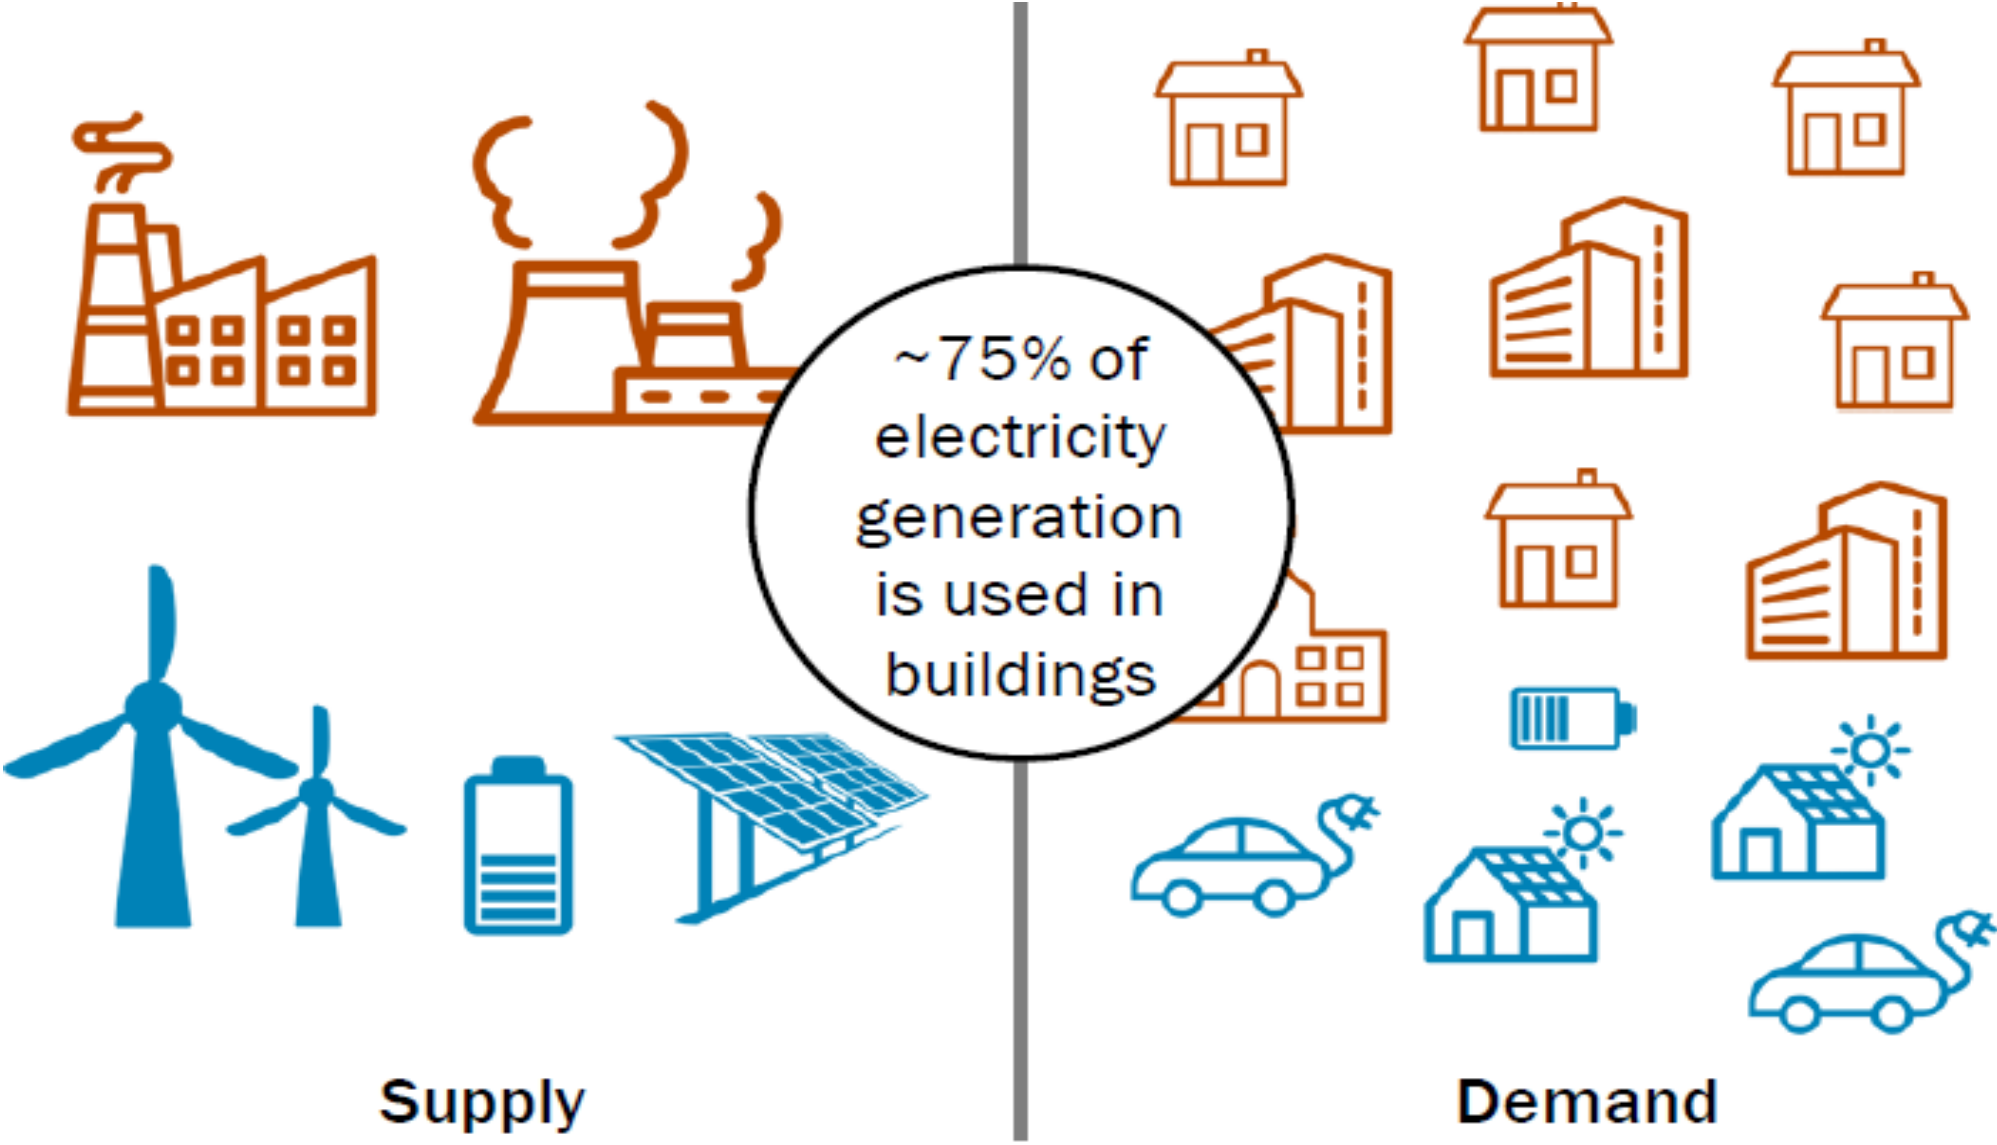 ~75% of
electricity
generation
is used in
buildings
Supply
Demand